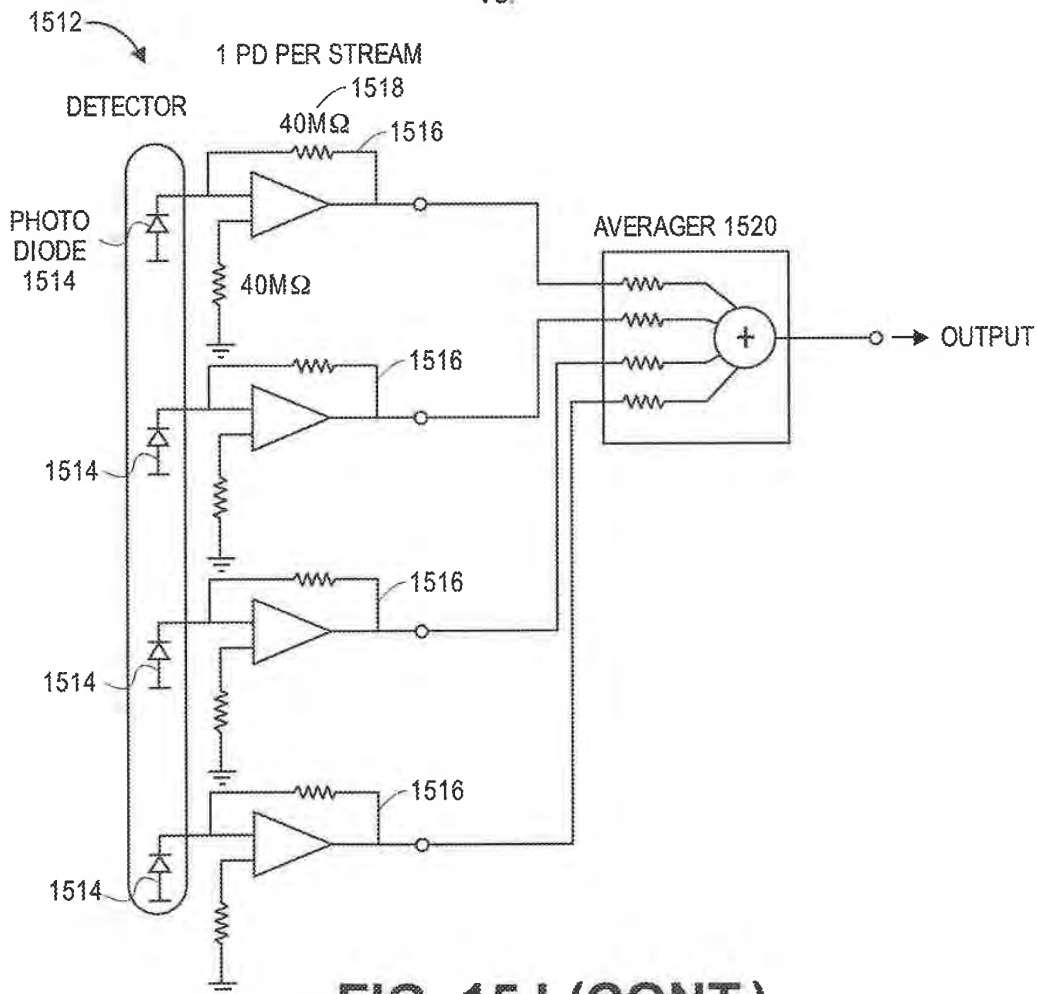 1512
1 PD PER STREAM
1518
DETECTOR
40MΩ
1516
PHOTO
DIODE
1514
AVERAGER 1520
40MΩ
+
OUTPUT
1516
1514
1516
1514
1516
1514